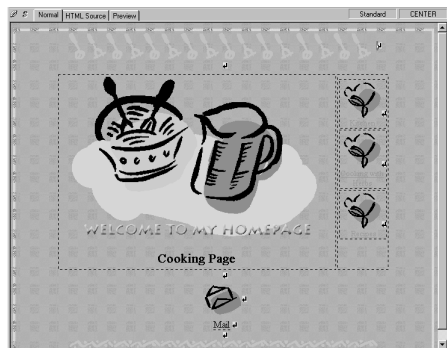 Normal HTML Source Preview Standard CENTER
WELCOME TO MY HOMEPAGE
Cooking Page
Mail